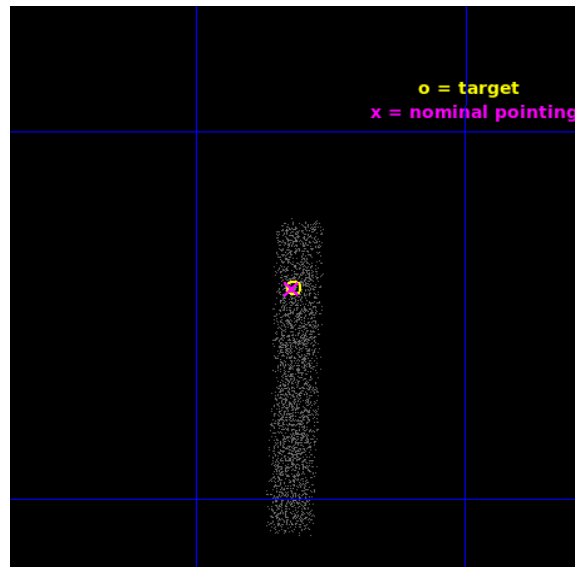 o = target
x = nominal pointing